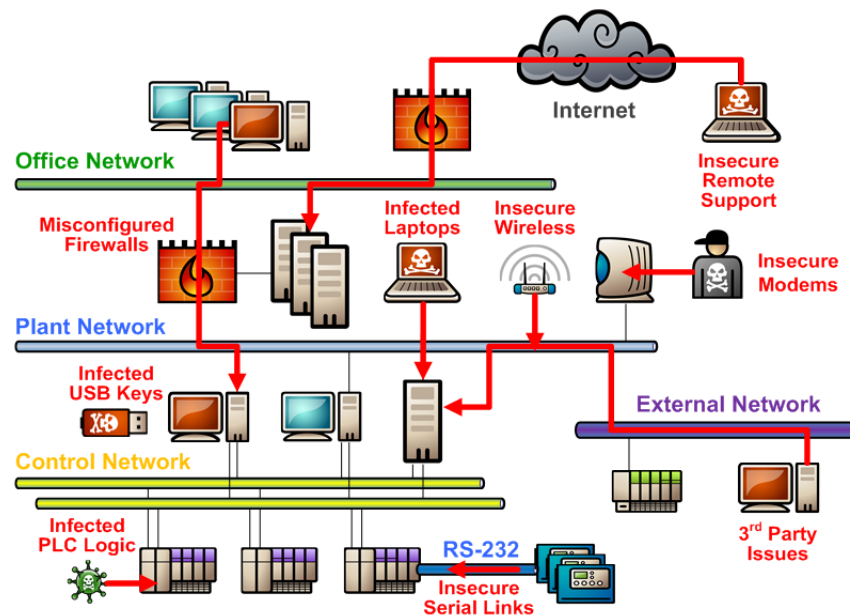 Internet
Office Network
Insecure
Remote
Support
Misconfigured
Firewalls
Infected
Laptops
Insecure
Wireless
Insecure
Modems
Plant Network
Infected
USB Keys
External Network
Control Network
Infected
PLC Logic
RS-232
Insecure
Serial Links
3rd Party
Issues